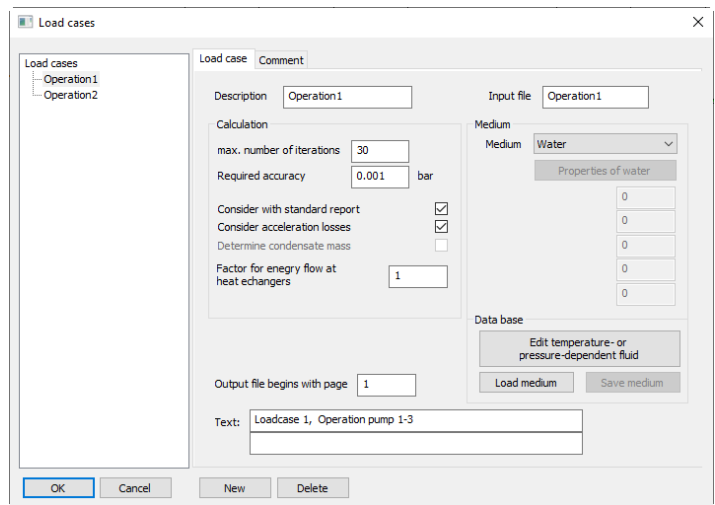 Load cases
Load cases
Operation1
Operation2
Load case Comment
Description Operation1 Input file Operation1
Calculation
max. number of iterations 30
Required accuracy 0.001 bar
Consider with standard report
Consider acceleration losses
Determine condensate mass
Factor for enegry flow at
heat echangers
1
Medium
Medium Water
Properties of water
0
0
0
0
0
Data base
Edit temperature- or
pressure-dependent fluid
Load medium Save medium
Output file begins with page 1
Text: Loadcase 1, Operation pump 1-3
OK Cancel New Delete